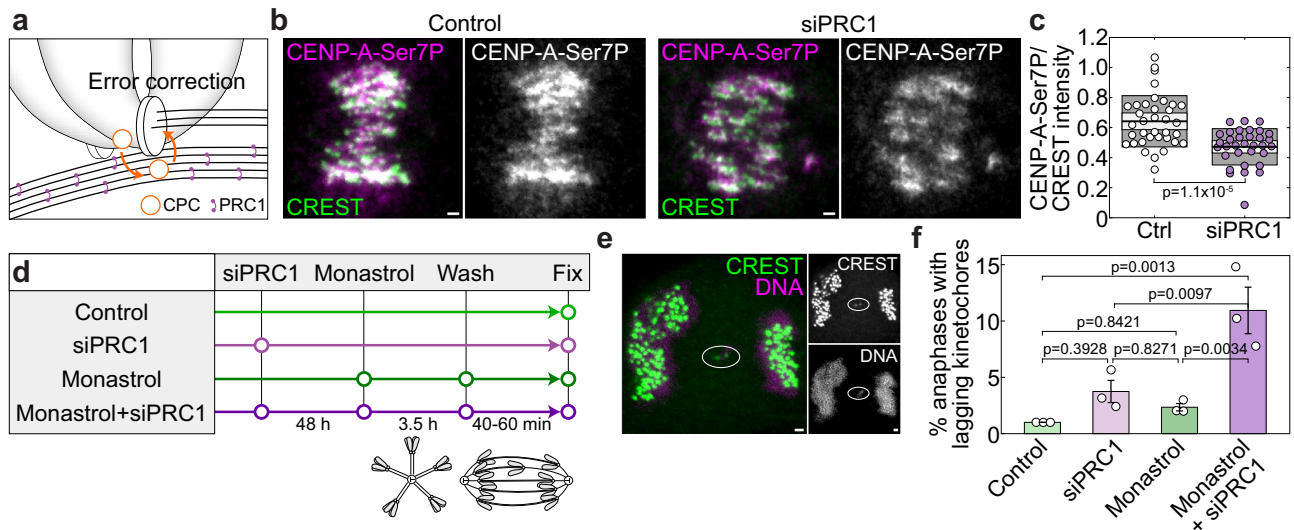 a
Error correction
CPC
PRC1
b
Control
siPRC1
CENP-A-Ser7P
CENP-A-Ser7P
CENP-A-Ser7P
CENP-A-Ser7P
CREST
CREST
c
CENP-A-Ser7P/
CREST intensity
1.2
1.0
0.8
0.6
0.4
0.2
0
p=1.1x10⁻⁵
Ctrl
siPRC1
d
siPRC1
Monastrol
Wash
Fix
Control
siPRC1
Monastrol
Monastrol+siPRC1
48 h
3.5 h
40-60 min
e
CREST
DNA
CREST
DNA
f
% anaphases with
lagging kinetochores
15
10
5
0
p=0.0013
p=0.0097
p=0.8421
p=0.3928
p=0.8271
p=0.0034
Control
siPRC1
Monastrol
Monastrol
+ siPRC1